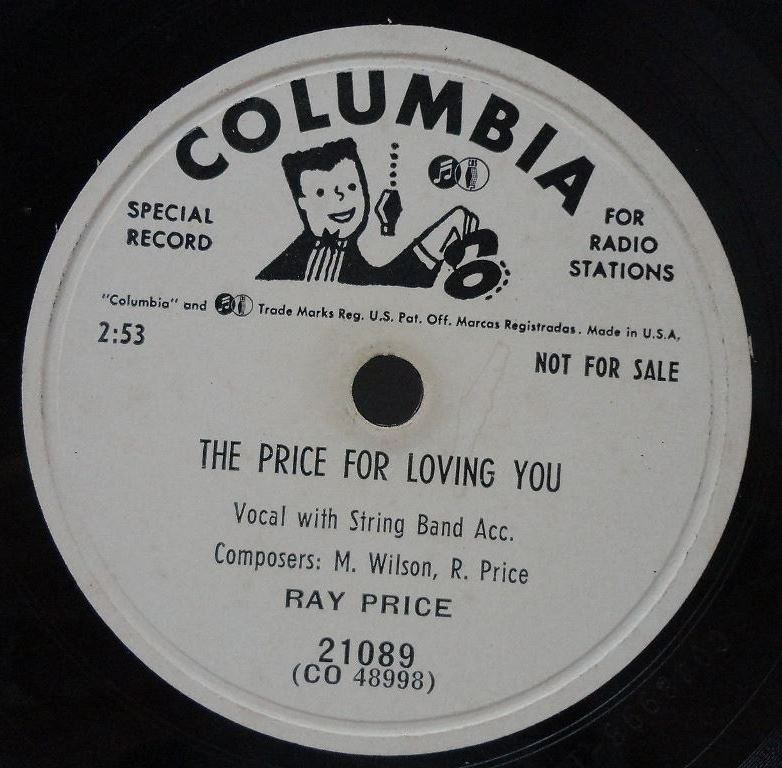 COLUMBIA
SPECIAL
RECORD
FOR
RADIO
STATIONS
"Columbia" and Trade Marks Reg. U.S. Pat. Off. Marcas Registradas. Made in U.S.A.
2:53
NOT FOR SALE
THE PRICE FOR LOVING YOU
Vocal with String Band Acc.
Composers: M. Wilson, R. Price
RAY PRICE
21089
(CO 48998)